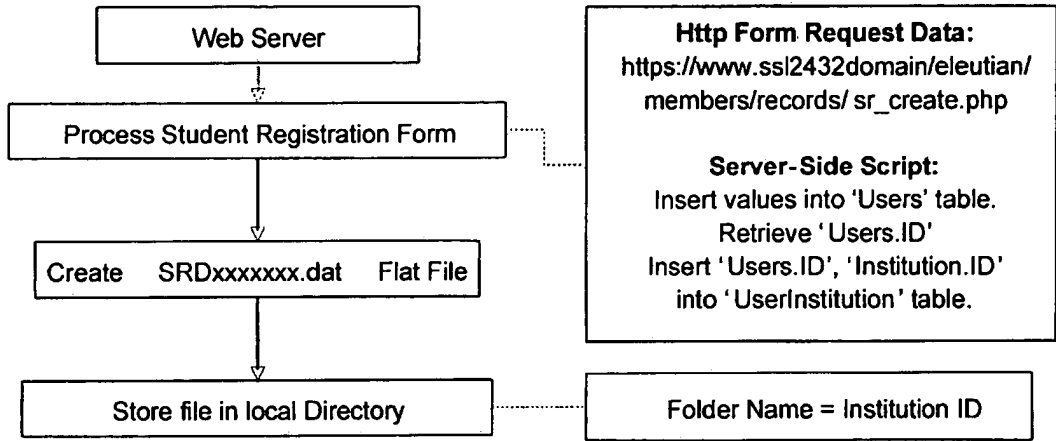 Web Server
Process Student Registration Form
Create SRDxxxxxxx.dat Flat File
Store file in local Directory
Http Form Request Data:
https://www.ssl2432domain/eleutian/
members/records/ sr_create.php
Server-Side Script:
Insert values into 'Users' table.
Retrieve 'Users.ID'
Insert 'Users.ID', 'Institution.ID'
into 'UserInstitution' table.
Folder Name = Institution ID